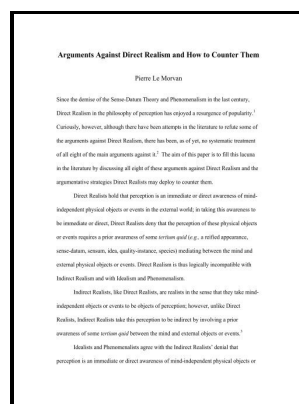 Arguments Against Direct Realism and How to Counter Them
Pierre Le Morvan
Since the demise of the Sense-Datum Theory and Phenomenalism in the last century,
Direct Realism in the philosophy of perception has enjoyed a resurgence of popularity.1
Curiously, however, although there have been attempts in the literature to refute some of
the arguments against Direct Realism, there has been, as of yet, no systematic treatment
of all eight of the main arguments against it.2 The aim of this paper is to fill this lacuna
in the literature by discussing all eight of these arguments against Direct Realism and the
argumentative strategies Direct Realists may deploy to counter them.
Direct Realists hold that perception is an immediate or direct awareness of mind-
independent physical objects or events in the external world; in taking this awareness to
be immediate or direct, Direct Realists deny that the perception of these physical objects
or events requires a prior awareness of some tertium quid (e.g., a reified appearance,
sense-datum, sensum, idea, quality-instance, species) mediating between the mind and
external physical objects or events. Direct Realism is thus logically incompatible with
Indirect Realism and with Idealism and Phenomenalism.
Indirect Realists, like Direct Realists, are realists in the sense that they take mind-
independent objects or events to be objects of perception; however, unlike Direct
Realists, Indirect Realists take this perception to be indirect by involving a prior
awareness of some tertium quid between the mind and external objects or events.3
Idealists and Phenomenalists agree with the Indirect Realists' denial that
perception is an immediate or direct awareness of mind-independent physical objects or